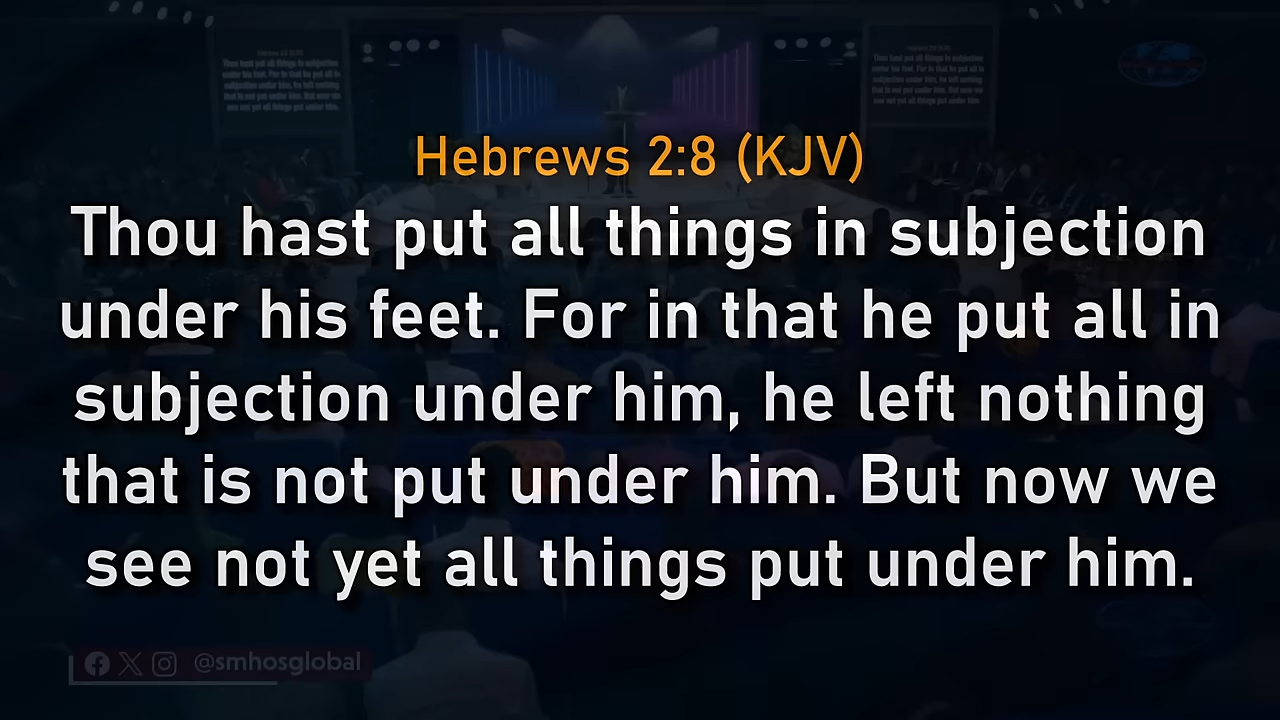 Hebrews 2:8 (KJV)
Thou hast put all things in subjection
under his feet. For in that he put all in
subjection under him, he left nothing
that is not put under him. But now we
see not yet all things put under him.
@smhosglobal